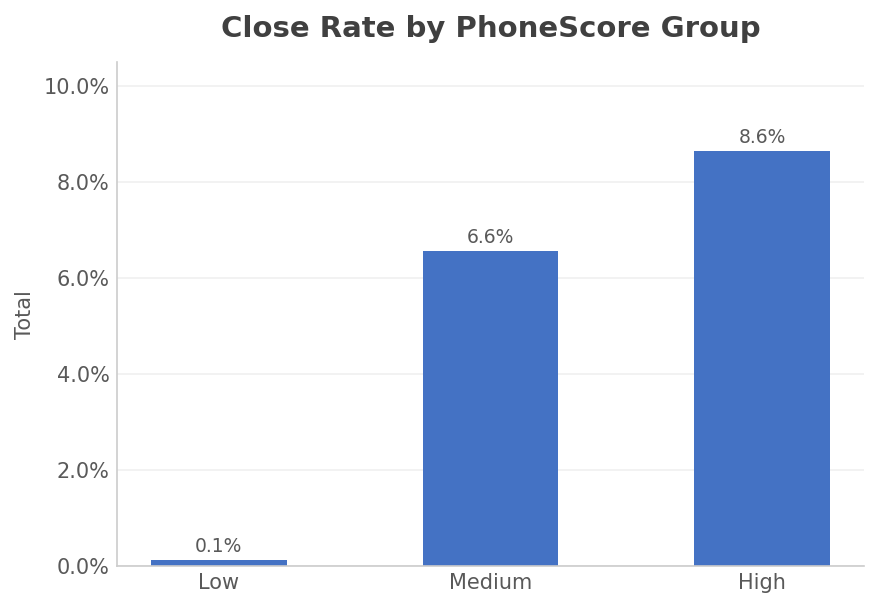 Close Rate by PhoneScore Group
10.0%
8.0%
6.0%
4.0%
2.0%
0.0%
Total
0.1%
6.6%
8.6%
Low
Medium
High